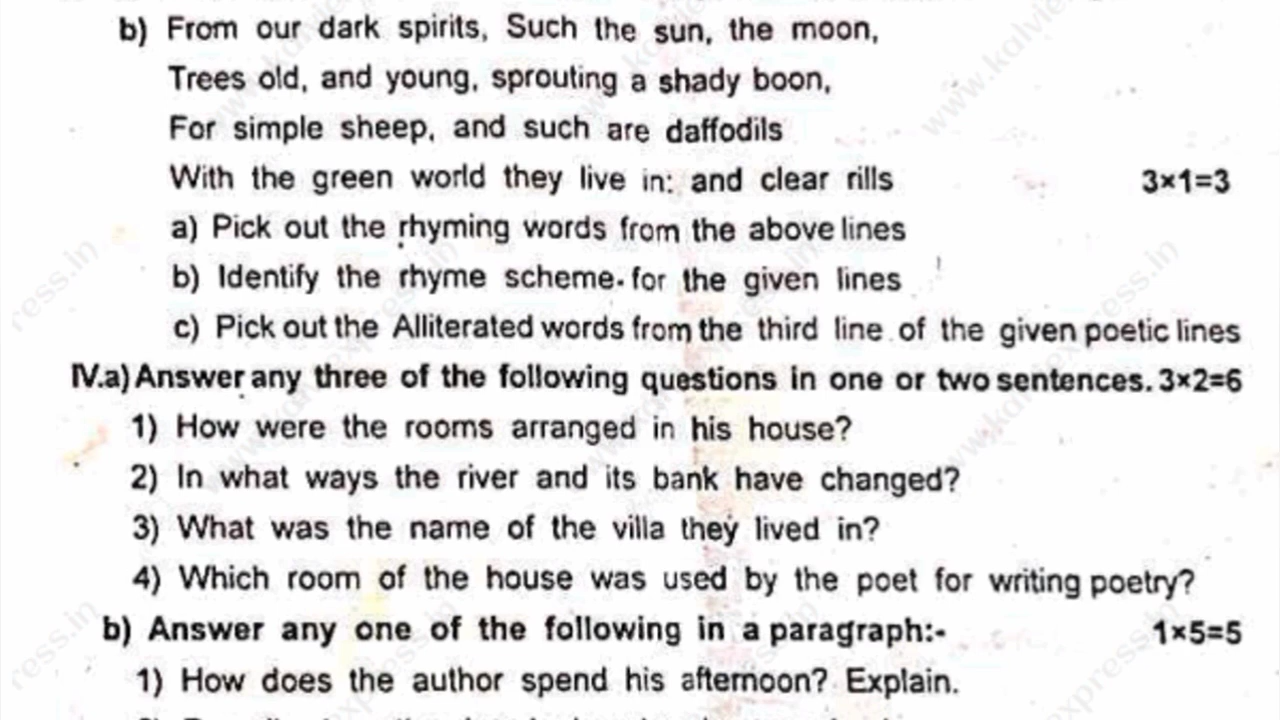 b) From our dark spirits, Such the sun, the moon,
Trees old, and young, sprouting a shady boon,
For simple sheep, and such are daffodils
With the green world they live in: and clear rills 3×1=3
a) Pick out the rhyming words from the above lines
b) Identify the rhyme scheme. for the given lines
c) Pick out the Alliterated words from the third line of the given poetic lines
IV.a) Answer any three of the following questions in one or two sentences. 3×2=6
1) How were the rooms arranged in his house?
2) In what ways the river and its bank have changed?
3) What was the name of the villa they lived in?
4) Which room of the house was used by the poet for writing poetry?
b) Answer any one of the following in a paragraph:- 1×5=5
1) How does the author spend his afternoon? Explain.